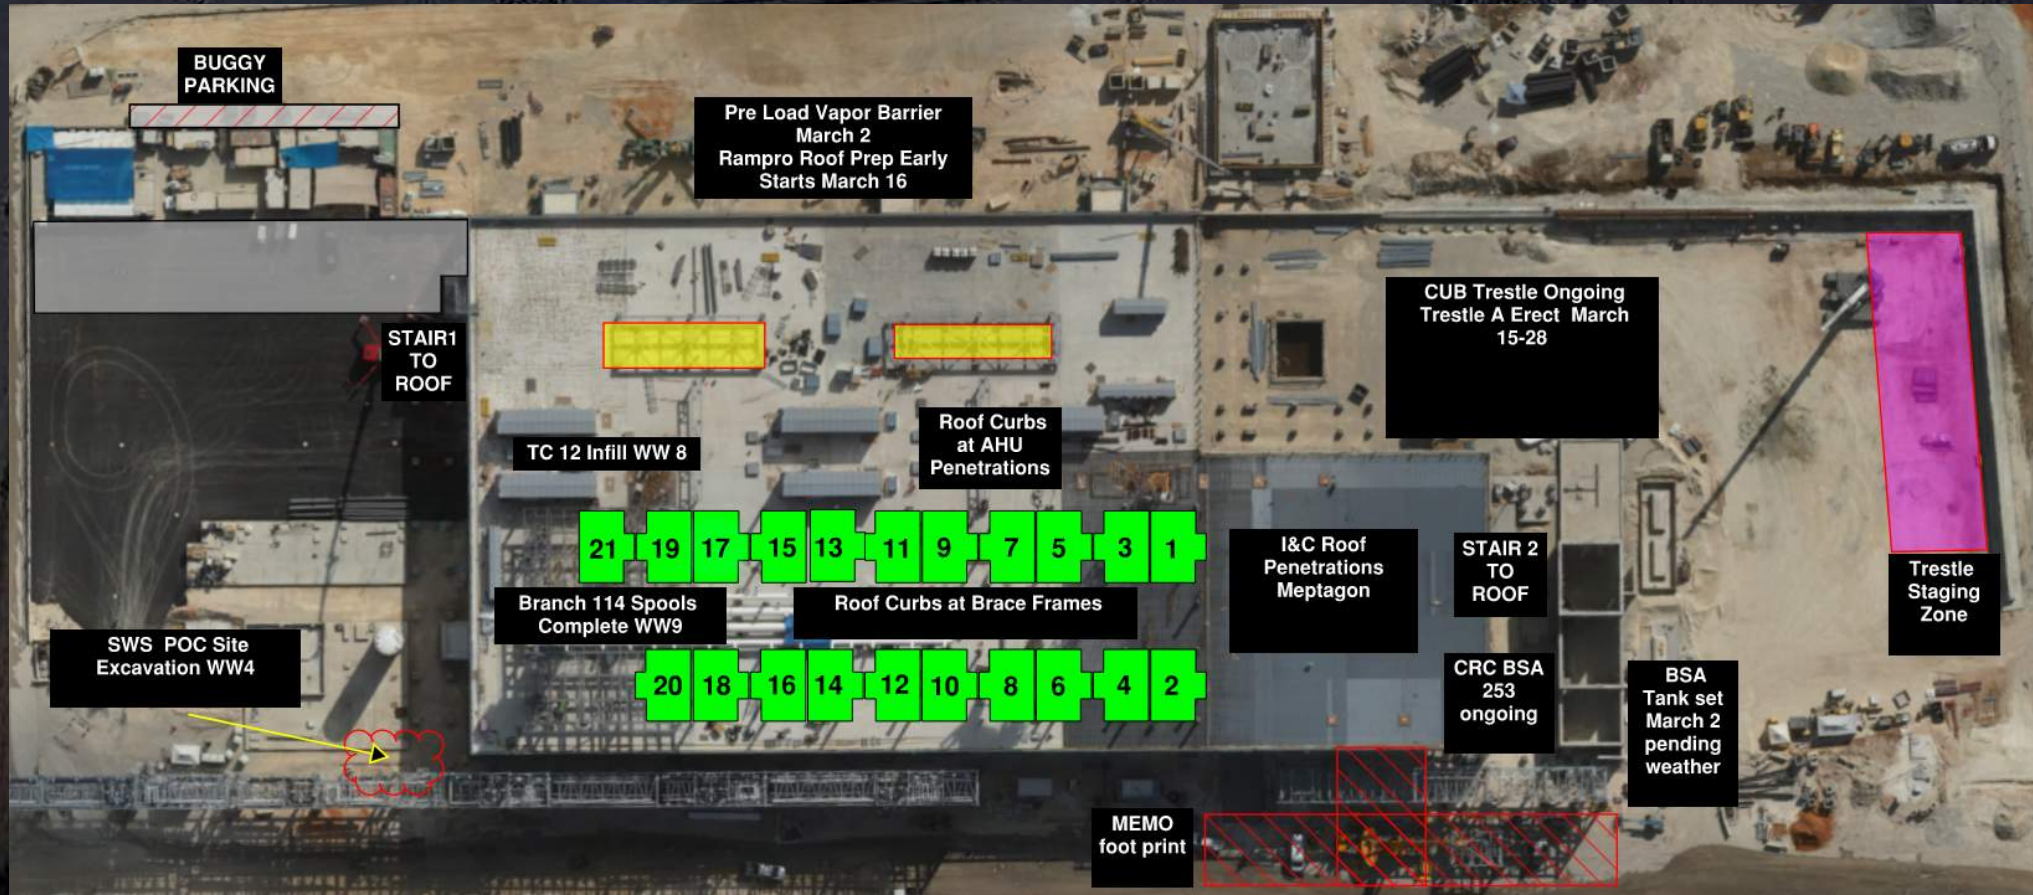 BUGGY
PARKING
Pre Load Vapor Barrier
March 2
Rampro Roof Prep Early
Starts March 16
STAIR1
TO
ROOF
CUB Trestle Ongoing
Trestle A Erect March
15-28
TC 12 Infill WW 8
Roof Curbs
at AHU
Penetrations
21 19 17 15 13 11 9 7 5 3 1
I&C Roof
Penetrations
Meptagon
STAIR 2
TO
ROOF
Trestle
Staging
Zone
Branch 114 Spools
Complete WW9
Roof Curbs at Brace Frames
SWS POC Site
Excavation WW4
20 18 16 14 12 10 8 6 4 2
CRC BSA
253
ongoing
BSA
Tank set
March 2
pending
weather
MEMO
foot print